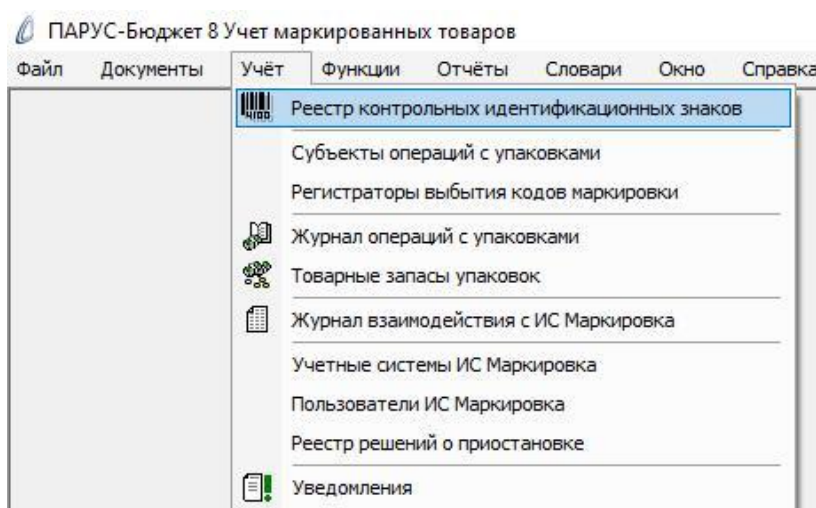 ПАРУС-Бюджет 8 Учет маркированных товаров
Файл Документы Учёт Функции Отчёты Словари Окно Справка
Реестр контрольных идентификационных знаков
Субъекты операций с упаковками
Регистраторы выбытия кодов маркировки
Журнал операций с упаковками
Товарные запасы упаковок
Журнал взаимодействия с ИС Маркировка
Учетные системы ИС Маркировка
Пользователи ИС Маркировка
Реестр решений о приостановке
Уведомления